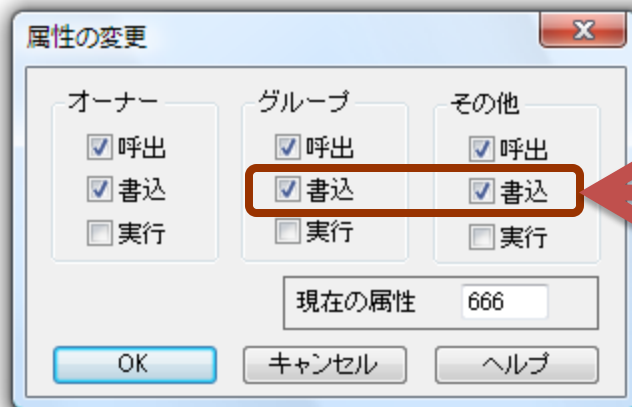 属性の変更
オーナー グループ その他
呼出 呼出 呼出
書込 書込 書込
実行 実行 実行
現在の属性 666
OK キャンセル ヘルプ